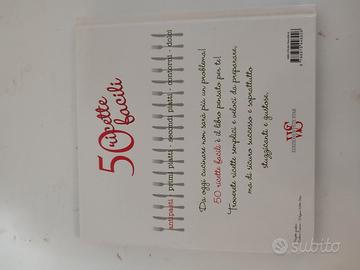 50 ricette
facili
antipasti - primi piatti - secondi piatti - contorni - dolci
Da oggi cucinare non sarà più un problema!
50 ricette facili è il libro pensato per te!
Troverete ricette semplici e veloci da preparare,
ma di sicuro successo e soprattutto
stuzzicanti e gustose.
subito